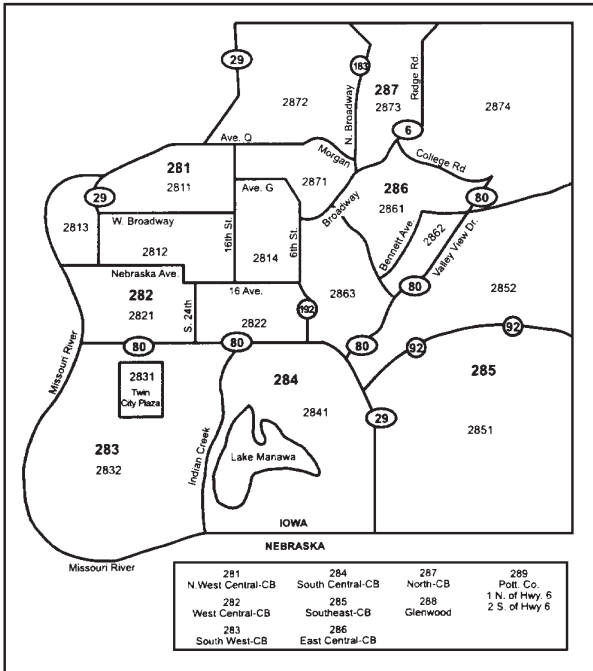 29
183
287
2872
2873
Ridge Rd.
2874
N. Broadway
6
Ave. Q
Morgan
College Rd
281
2811
2871
286
Ave. G
2861
80
29
Broadway
2813
W. Broadway
16th St.
6th St.
2862
Bennett Ave.
Valley View Dr.
2812
2814
Nebraska Ave.
282
16 Ave.
2863
80
2852
2821
S. 24th
2822
192
92
92
80
80
80
285
Missouri River
2831
Twin
City Plaza
284
2841
29
2851
283
2832
Indian Creek
Lake Manawa
IOWA
NEBRASKA
Missouri River
281
N.West Central-CB
282
West Central-CB
283
South West-CB
284
South Central-CB
285
Southeast-CB
286
East Central-CB
287
North-CB
288
Glenwood
289
Pott. Co.
1 N. of Hwy. 6
2 S. of Hwy 6